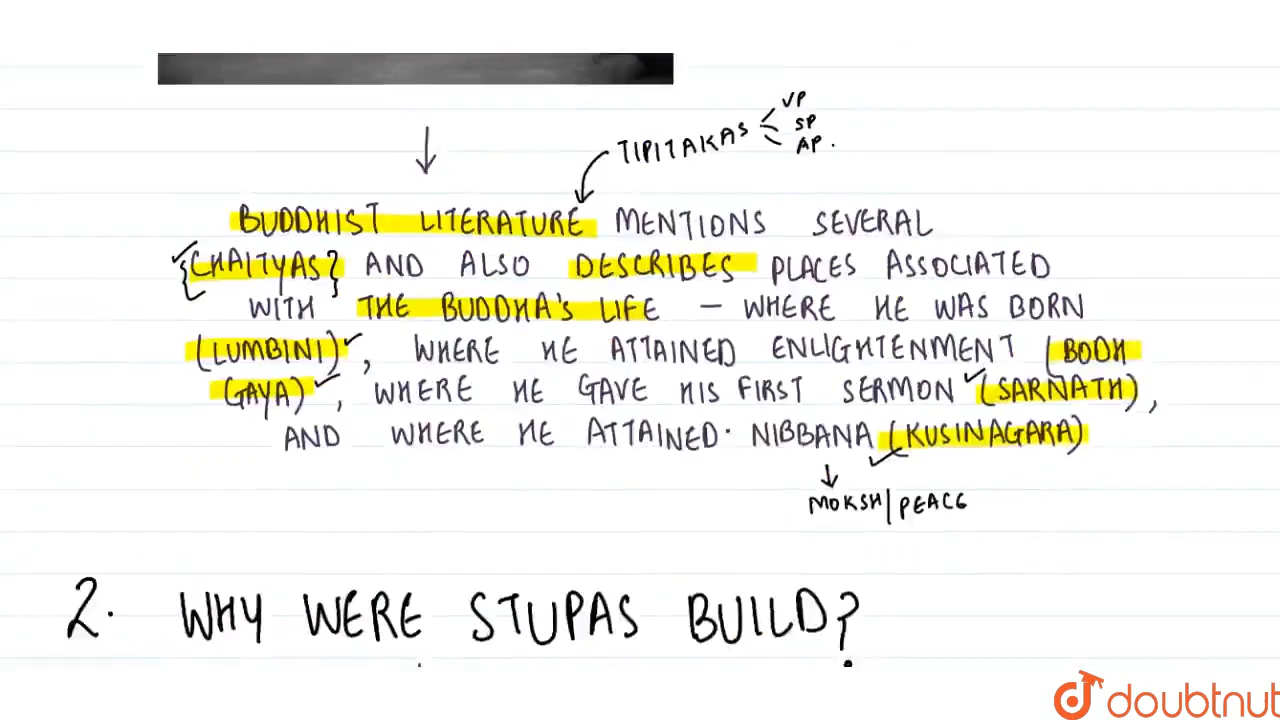 VP
SP
TIPITAKAS
AP.
BUDDHIST LITERATURE MENTIONS SEVERAL
{CHAITYAS} AND ALSO DESCRIBES PLACES ASSOCIATED
WITH THE BUDDHA'S LIFE – WHERE HE WAS BORN
(LUMBINI), WHERE HE ATTAINED ENLIGHTENMENT (BODH
GAYA), WHERE HE GAVE HIS FIRST SERMON (SARNATH),
AND WHERE HE ATTAINED· NIBBANA (KUSINAGARA)
MOKSH/PEACE
2. WHY WERE STUPAS BUILD?
doubtnut